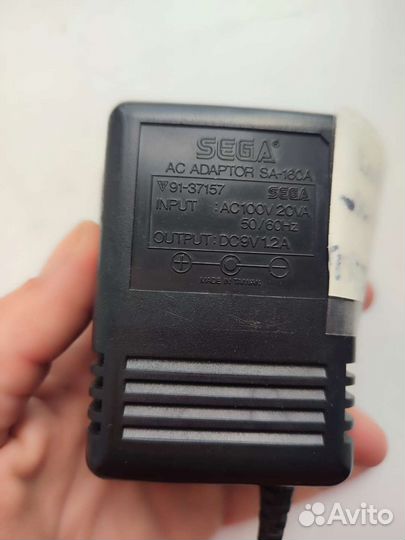 SEGA
AC ADAPTOR SA-160A
91-37157 SEGA
INPUT : AC100V 20VA
50/60HZ
OUTPUT: DC9V 1.2A
+ −
MADE IN TAIWAN
Avito